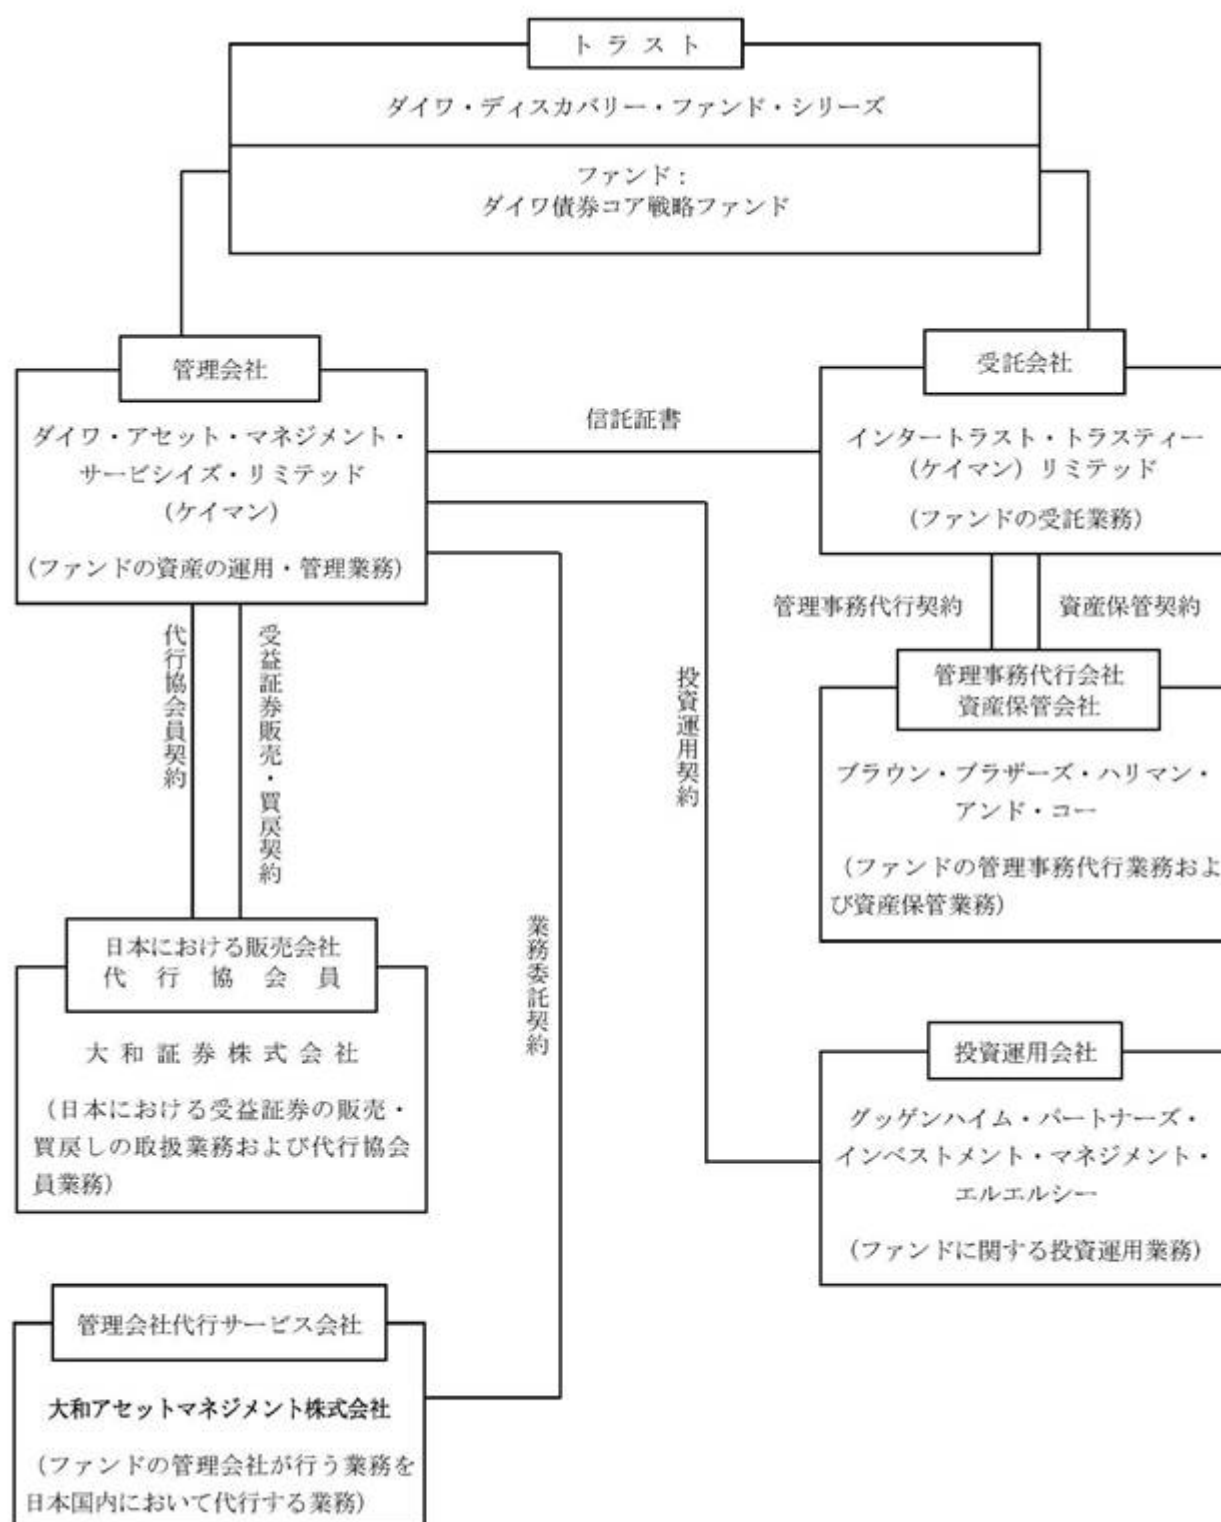 トラスト
ダイワ・ディスカバリー・ファンド・シリーズ
ファンド：
ダイワ債券コア戦略ファンド
管理会社
ダイワ・アセット・マネジメント・
サービシイズ・リミテッド
（ケイマン）
（ファンドの資産の運用・管理業務）
信託証書
受託会社
インタートラスト・トラスティー
（ケイマン）リミテッド
（ファンドの受託業務）
管理事務代行契約
資産保管契約
代行協会員契約
受益証券販売・買戻契約
投資運用契約
業務委託契約
管理事務代行会社
資産保管会社
ブラウン・ブラザーズ・ハリマン・
アンド・コー
（ファンドの管理事務代行業務およ
び資産保管業務）
日本における販売会社
代行協会員
大和証券株式会社
（日本における受益証券の販売・
買戻しの取扱業務および代行協会
員業務）
投資運用会社
グッゲンハイム・パートナーズ・
インベストメント・マネジメント・
エルエルシー
（ファンドに関する投資運用業務）
管理会社代行サービス会社
大和アセットマネジメント株式会社
（ファンドの管理会社が行う業務を
日本国内において代行する業務）